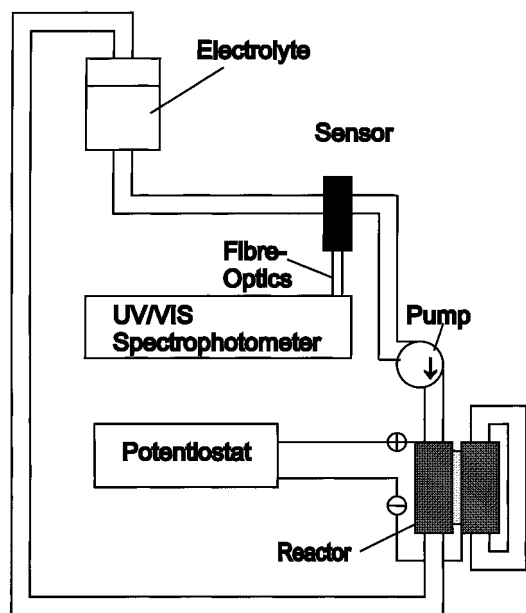 Electrolyte
Sensor
Fibre-
Optics
UV/VIS
Spectrophotometer
Pump
Potentiostat
+
−
Reactor